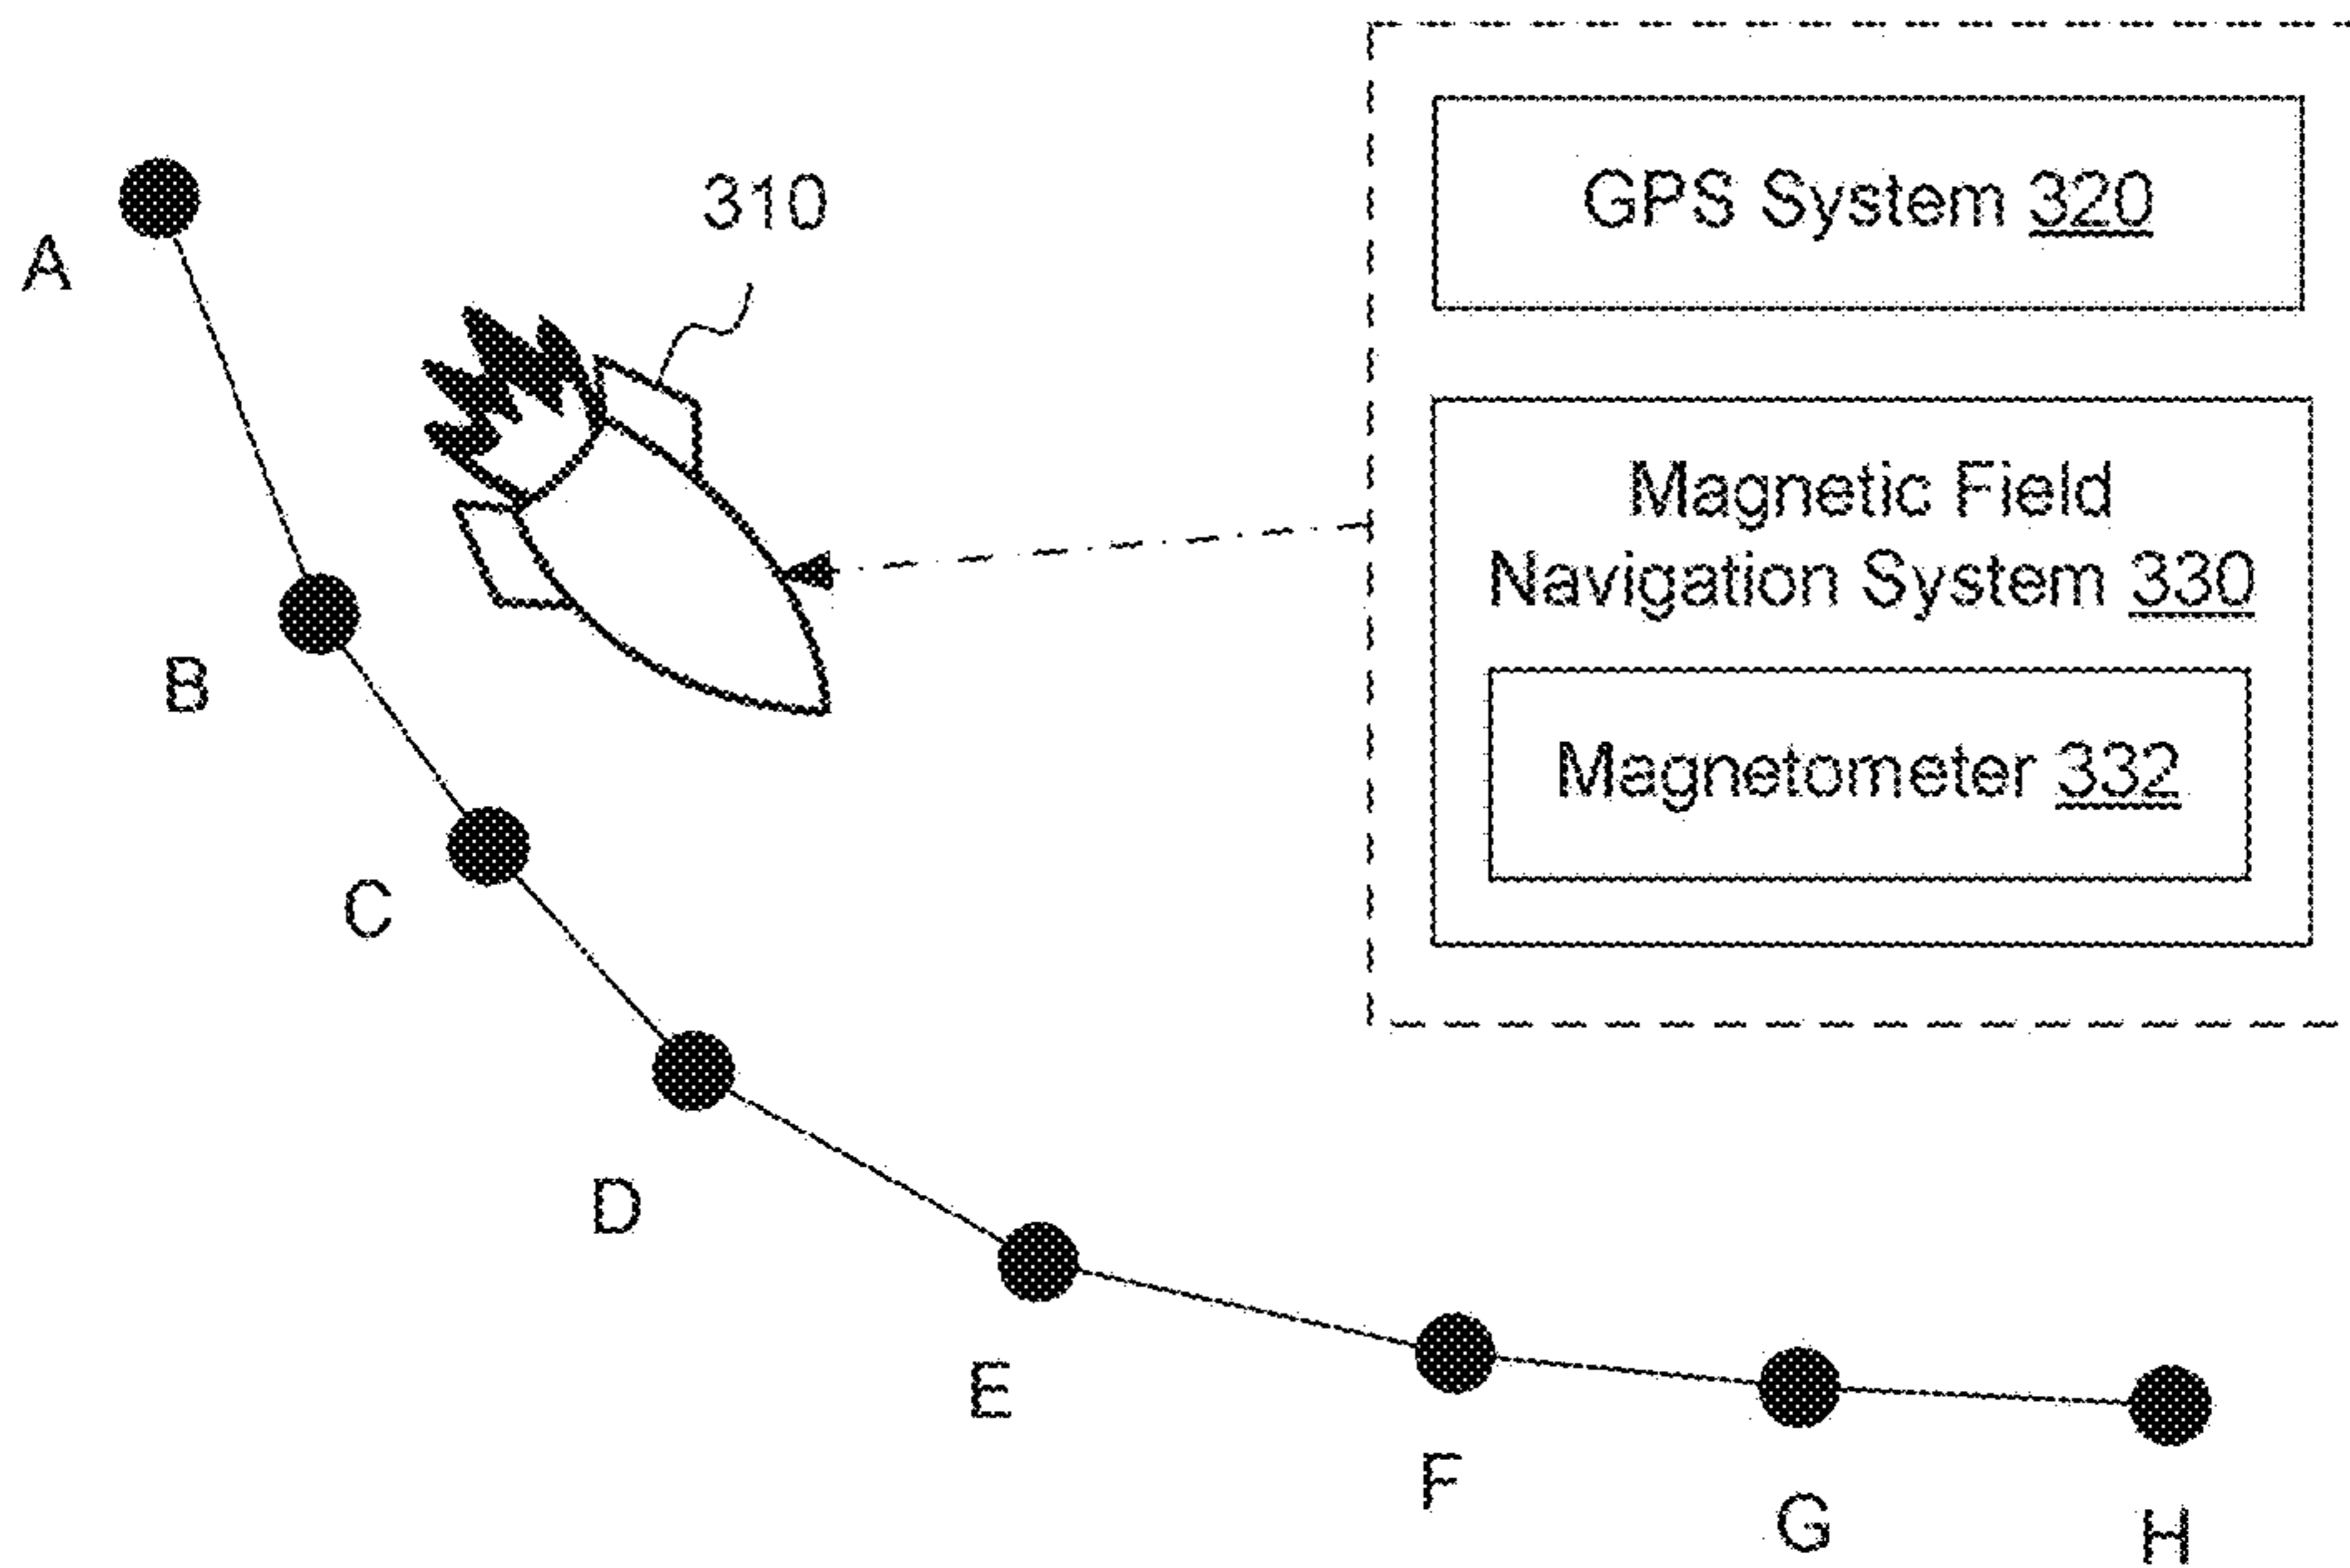 310
A
B
C
D
E
F
G
H
GPS System 320
Magnetic Field
Navigation System 330
Magnetometer 332